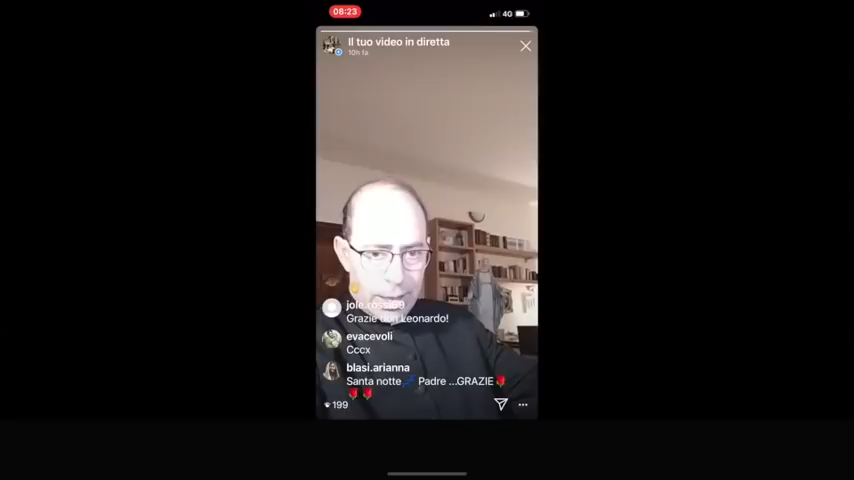 08:23
4G
Il tuo video in diretta
10h fa
jole.rossi59
Grazie don Leonardo!
evacevoli
Cccx
blasi.arianna
Santa notte💤 Padre ...GRAZIE🌹
🌹🌹
199